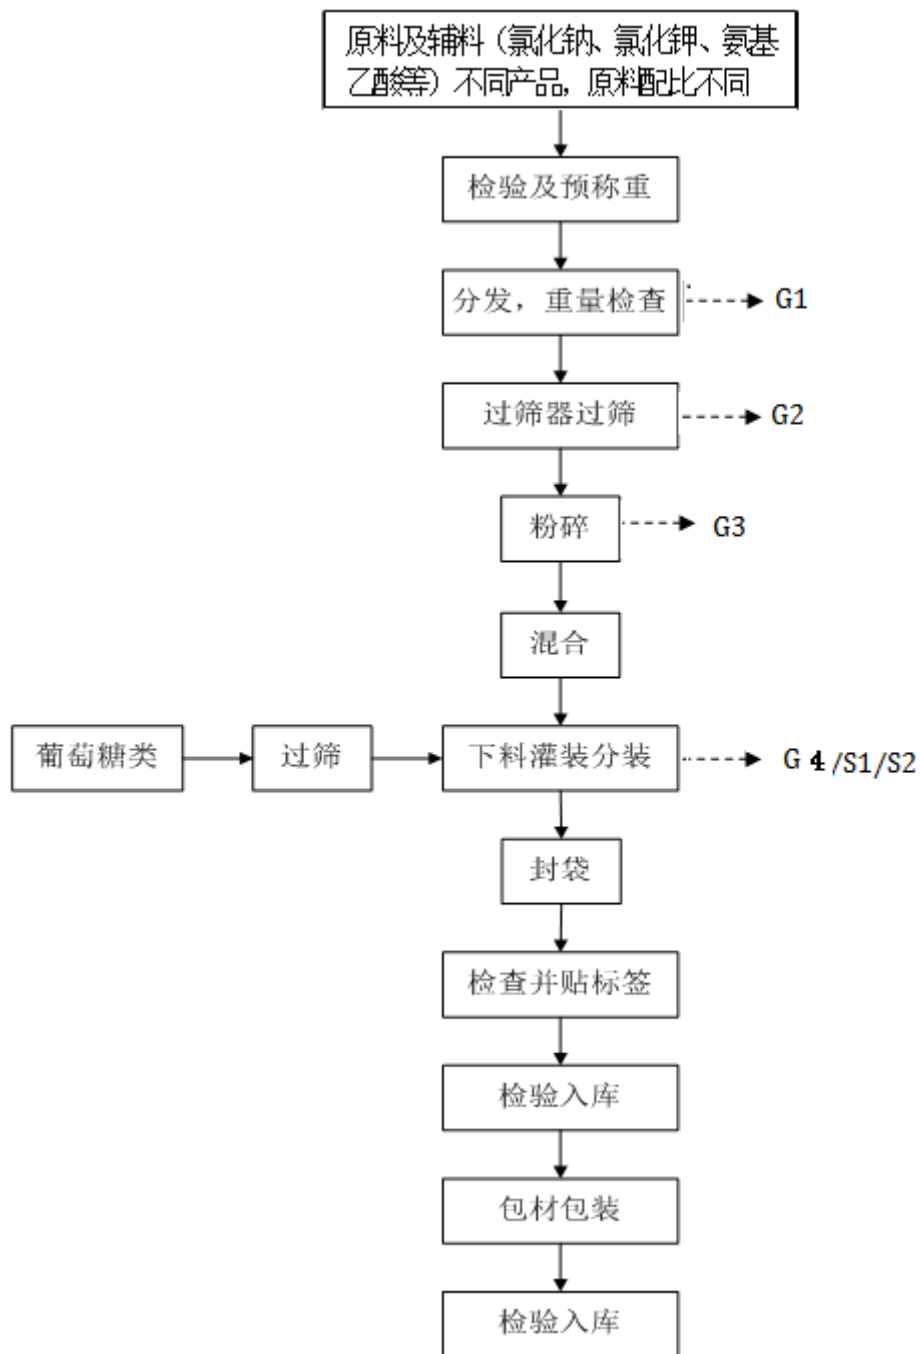 原料及辅料（氯化钠、氯化钾、氨基
乙酸等）不同产品，原料配比不同
检验及预称重
分发，重量检查
G1
过筛器过筛
G2
粉碎
G3
混合
葡萄糖类
过筛
下料灌装分装
G 4 /S1/S2
封袋
检查并贴标签
检验入库
包材包装
检验入库